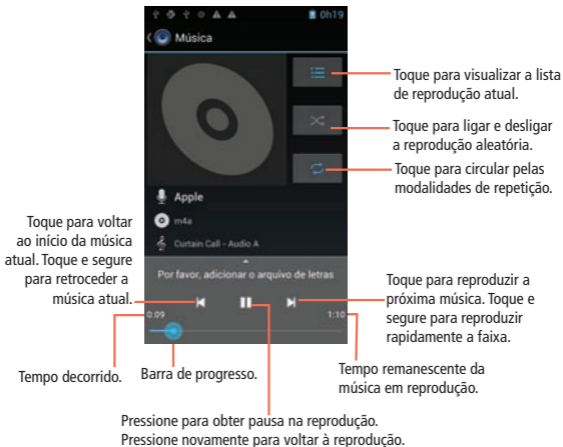 0h19
Música
Toque para visualizar a lista
de reprodução atual.
Toque para ligar e desligar
a reprodução aleatória.
Toque para circular pelas
modalidades de repetição.
Apple
m4a
Curtain Call - Audio A
Por favor, adicionar o arquivo de letras
0:09
1:10
Toque para voltar
ao início da música
atual. Toque e segure
para retroceder a
música atual.
Toque para reproduzir a
próxima música. Toque e
segure para reproduzir
rapidamente a faixa.
Tempo decorrido.
Barra de progresso.
Tempo remanescente da
música em reprodução.
Pressione para obter pausa na reprodução.
Pressione novamente para voltar à reprodução.